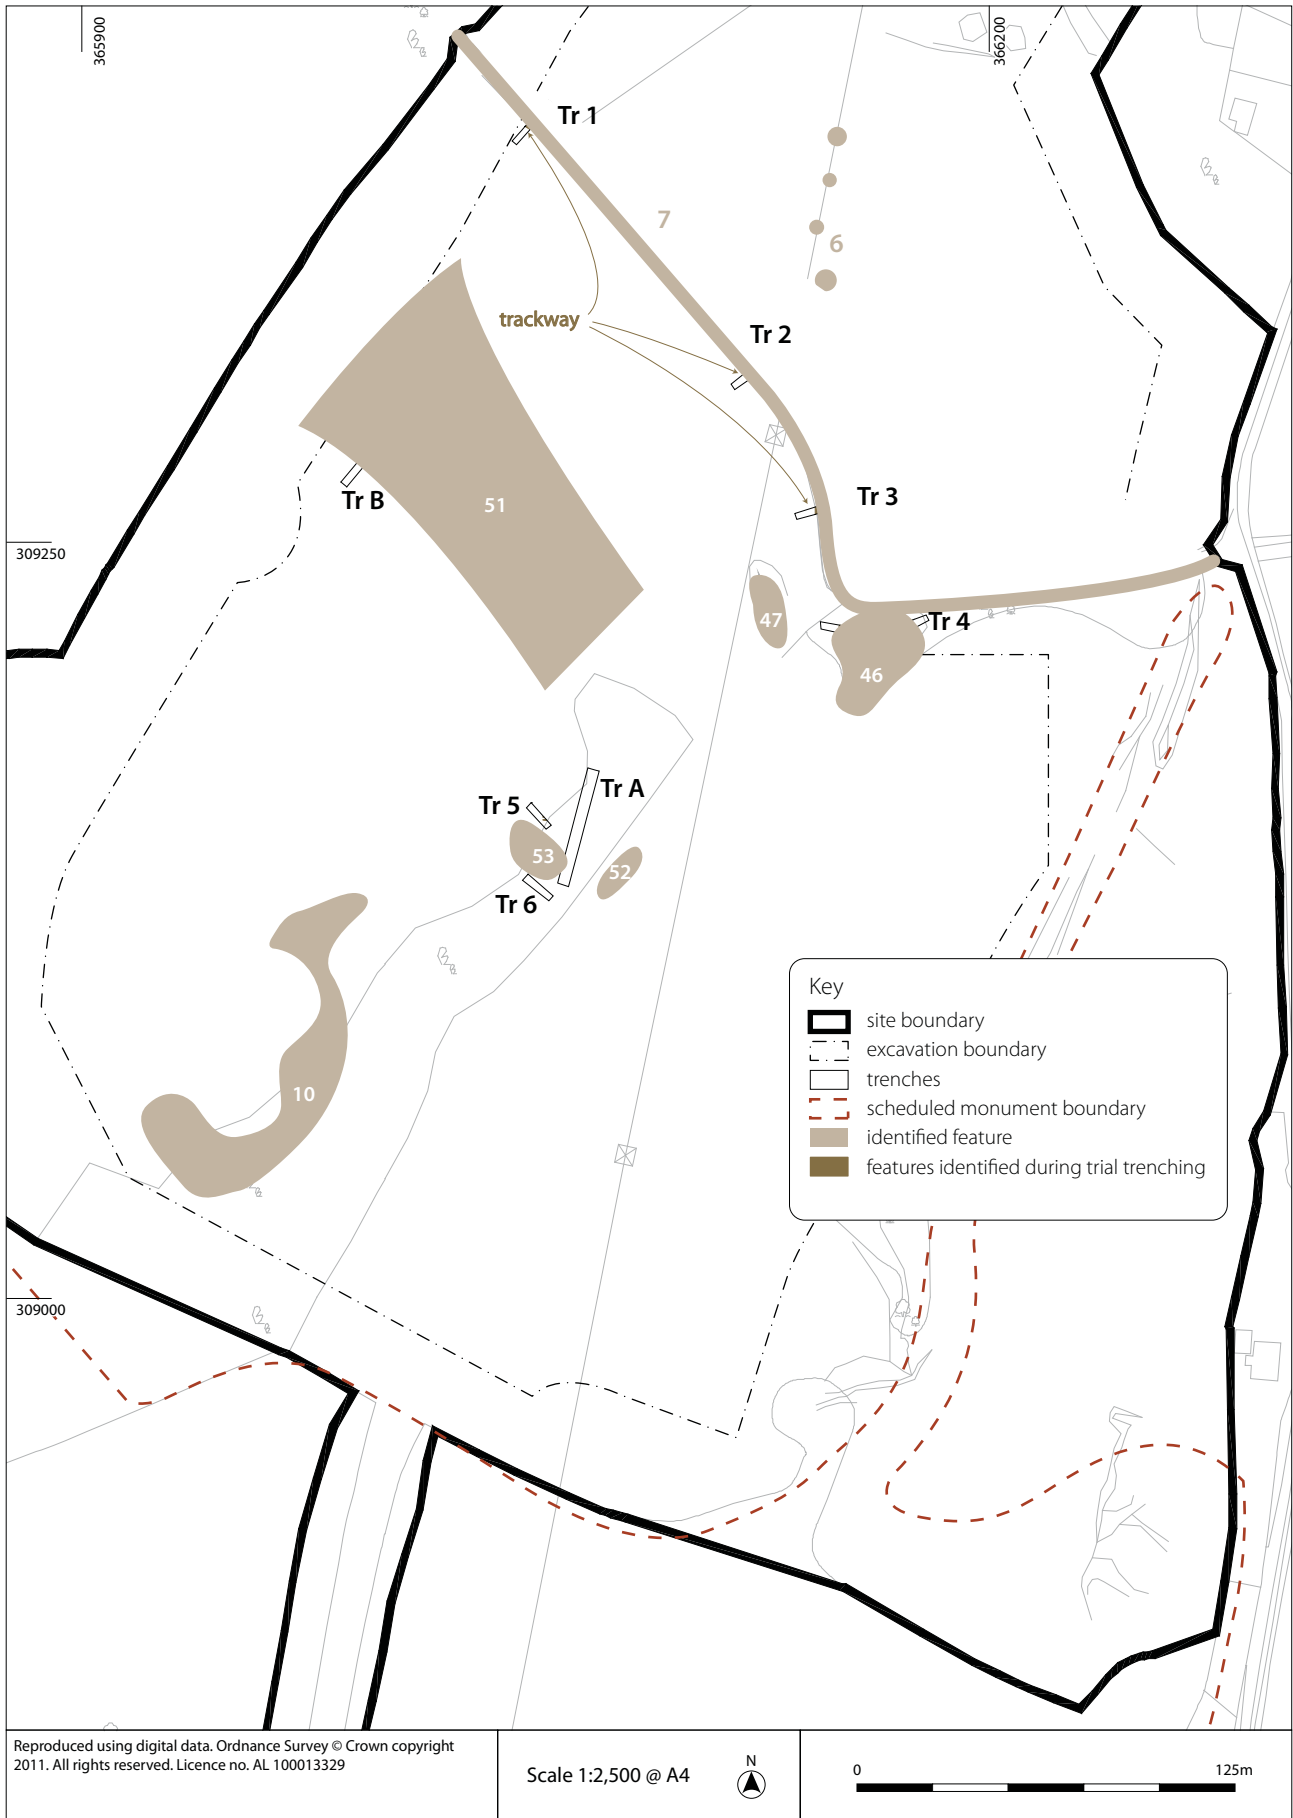 365900
366200
Tr 1
7
6
trackway
Tr 2
Tr 3
Tr B
51
309250
47
Tr 4
46
Tr A
Tr 5
53
52
Tr 6
10
Key
site boundary
excavation boundary
trenches
scheduled monument boundary
identified feature
features identified during trial trenching
309000
Reproduced using digital data. Ordnance Survey © Crown copyright
2011. All rights reserved. Licence no. AL 100013329
Scale 1:2,500 @ A4
N
0
125m